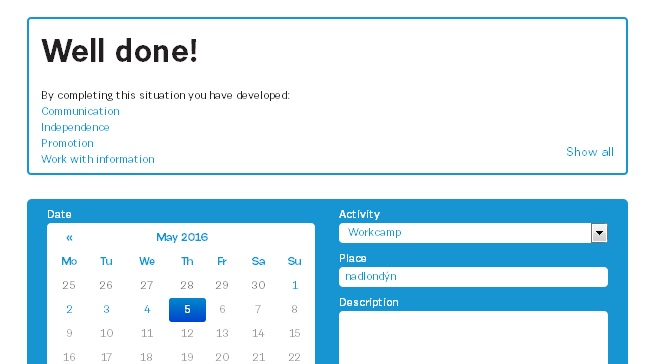 Well done!
By completing this situation you have developed:
Communication
Independence
Promotion
Work with information
Show all
Date
« May 2016
Mo Tu We Th Fr Sa Su
25 26 27 28 29 30 1
2 3 4 5 6 7 8
9 10 11 12 13 14 15
16 17 18 19 20 21 22
Activity
Workcamp
Place
nadlondýn
Description